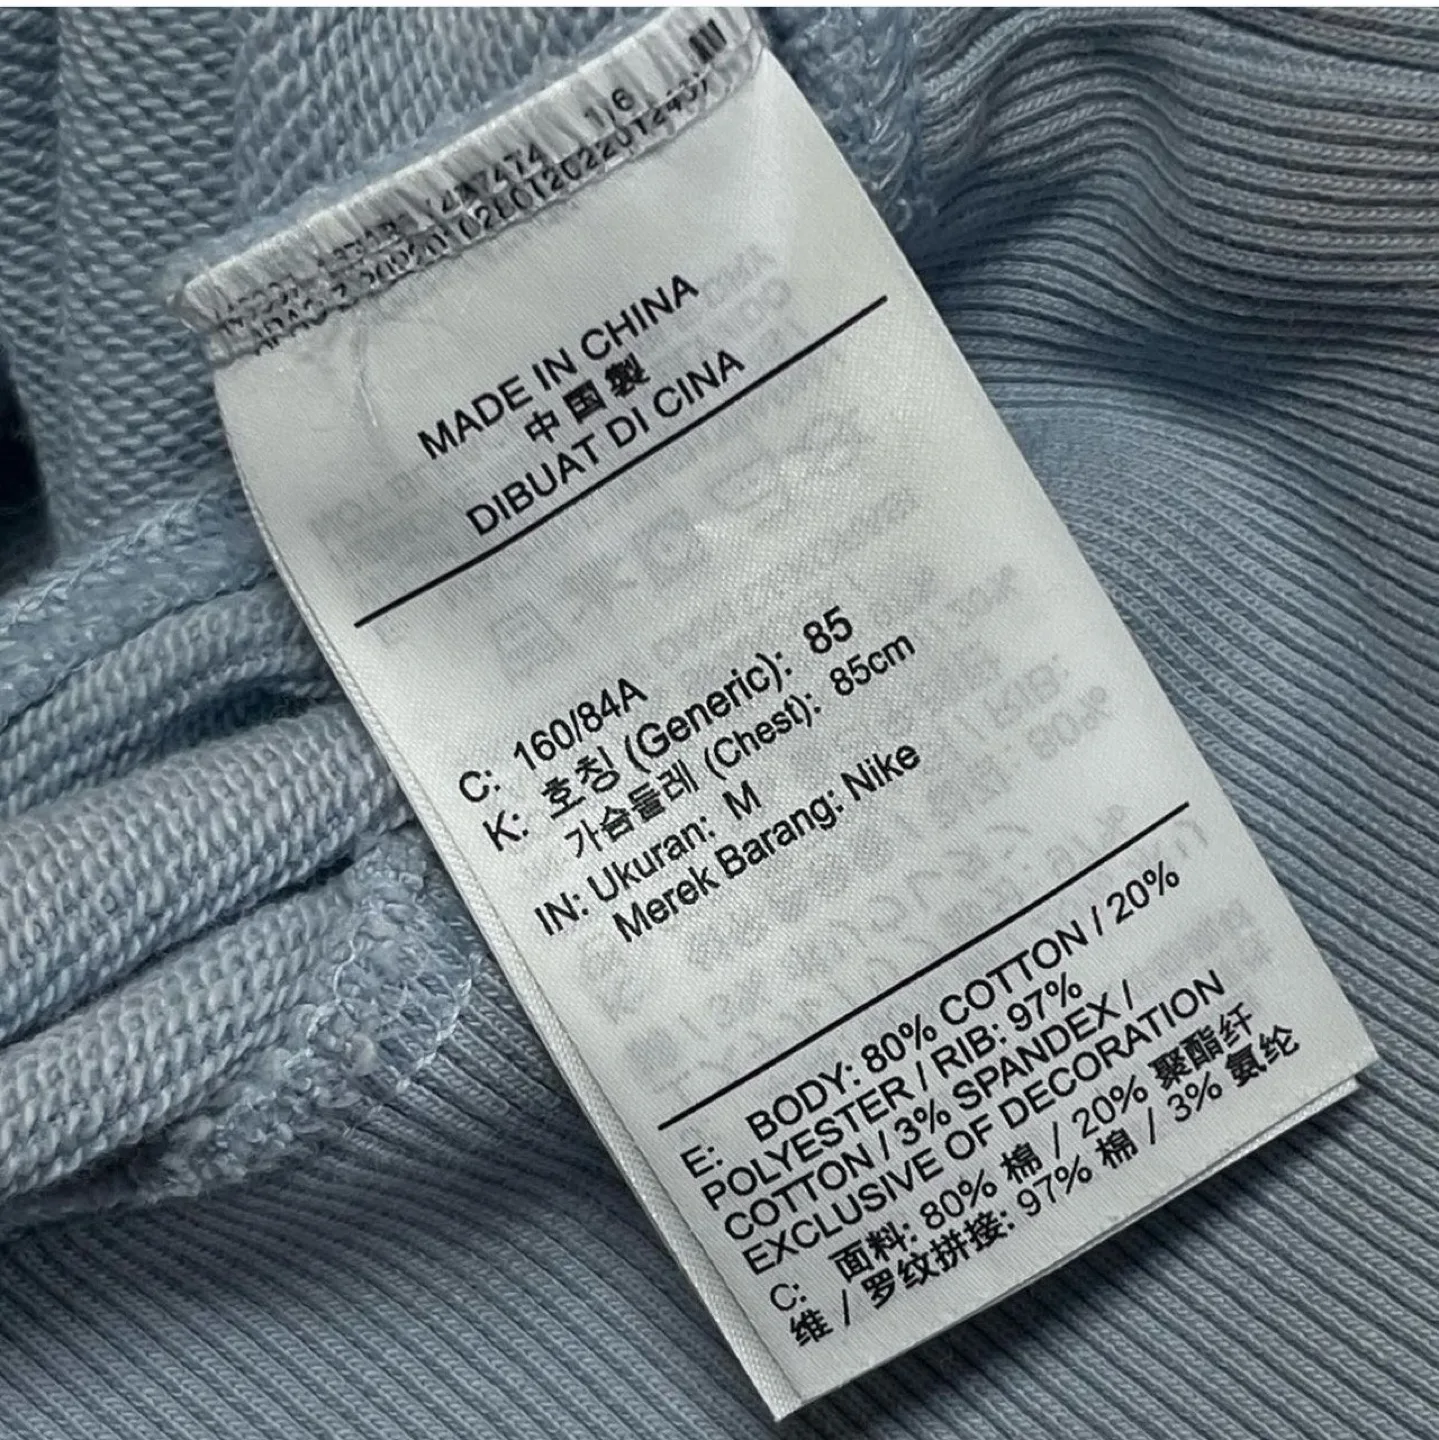 1/6
MADE IN CHINA
中国製
DIBUAT DI CINA
C: 160/84A
K: 호칭 (Generic): 85
가슴둘레 (Chest): 85cm
IN: Ukuran: M
Merek Barang: Nike
E: BODY: 80% COTTON / 20%
POLYESTER / RIB: 97%
COTTON / 3% SPANDEX /
EXCLUSIVE OF DECORATION
C: 面料: 80% 棉 / 20% 聚酯纤
维 / 罗纹拼接: 97% 棉 / 3% 氨纶